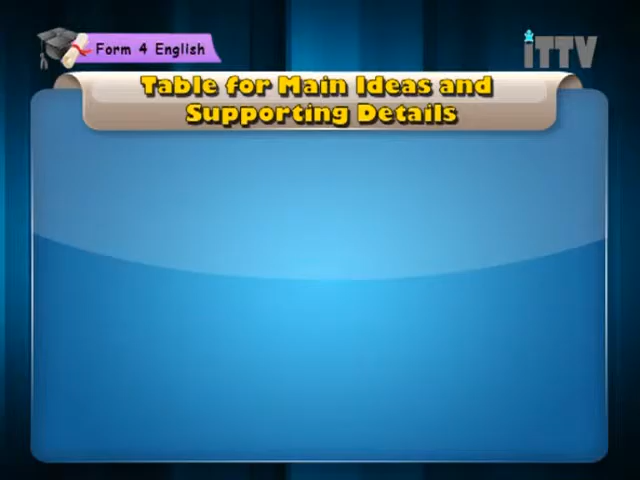 Form 4 English
iTTV
Table for Main Ideas and
Supporting Details